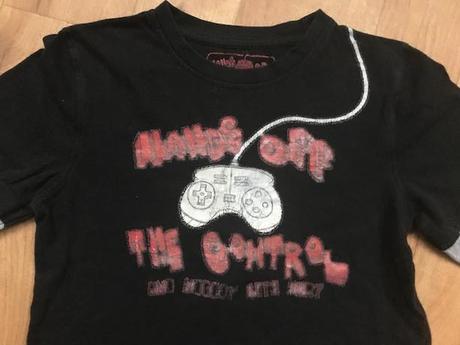 HANDS OFF
THE CONTROL
AND NOBODY GETS HURT